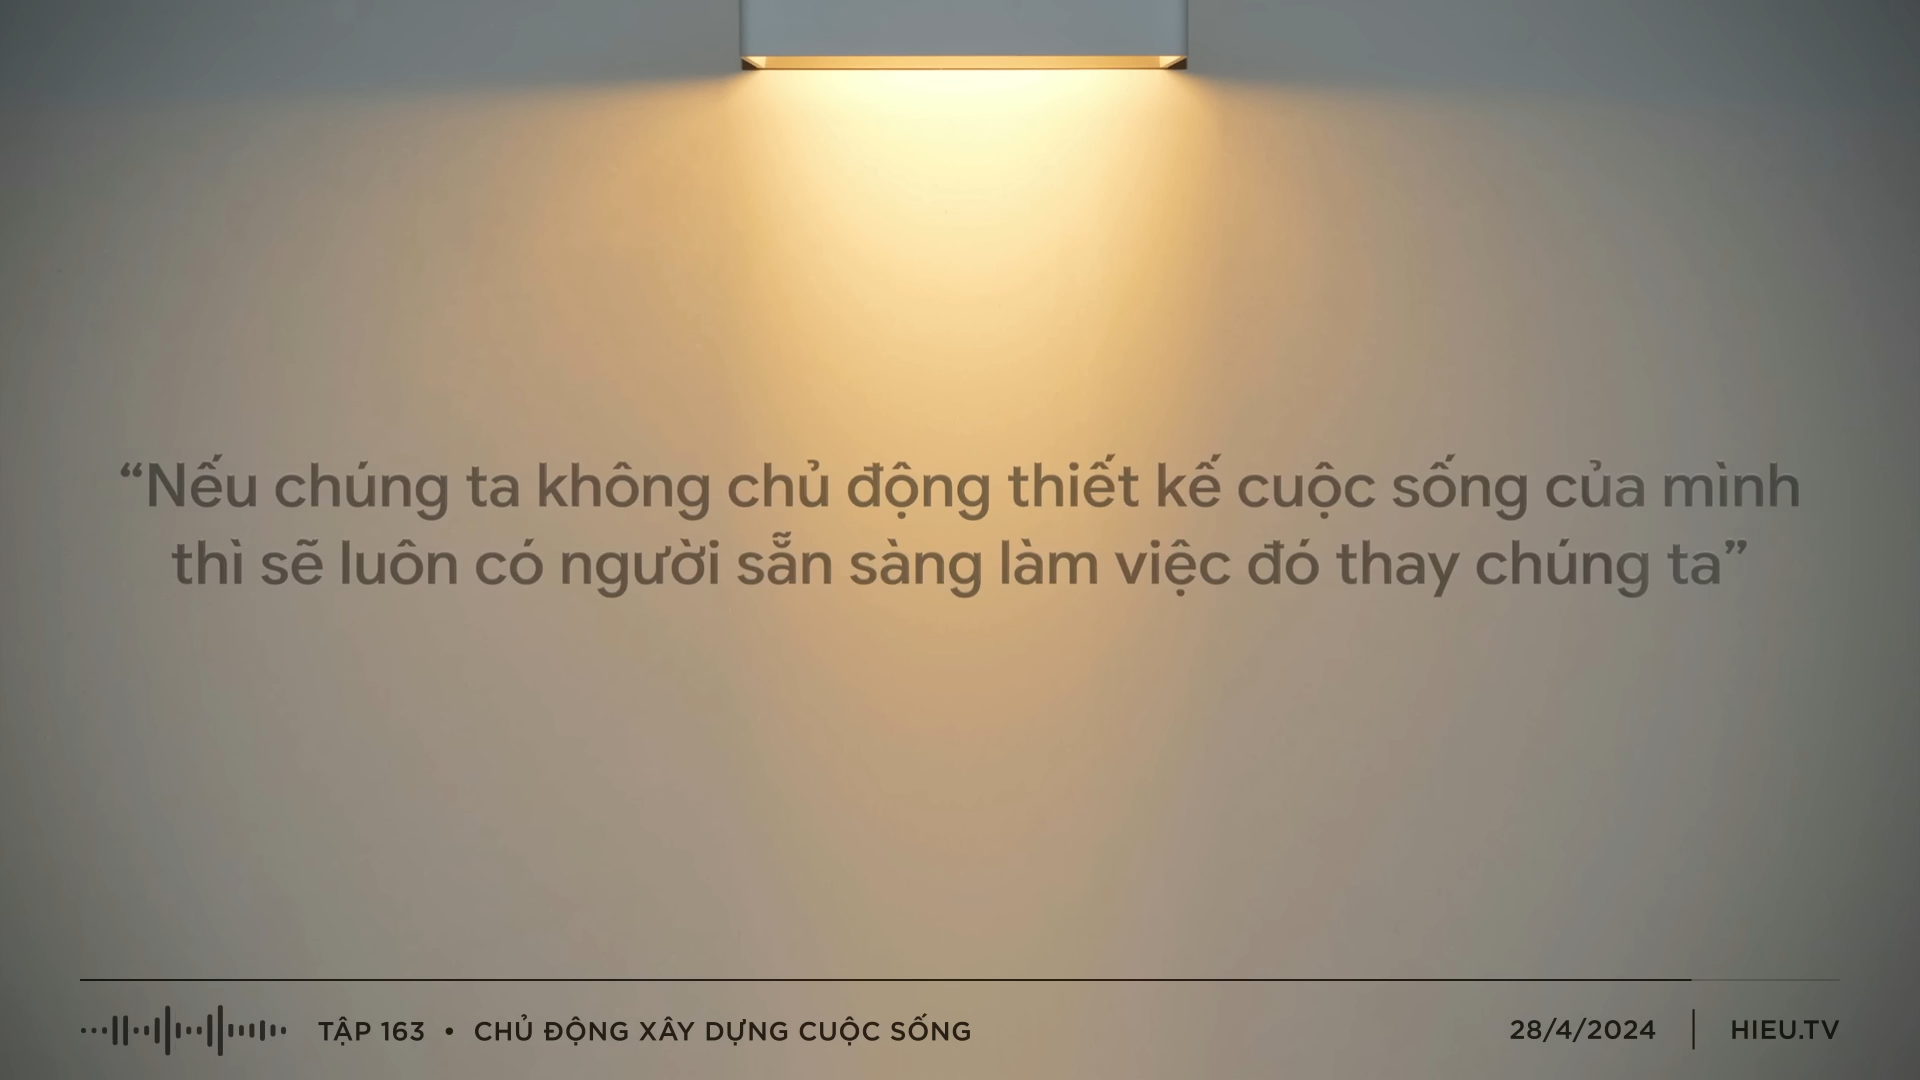 “Nếu chúng ta không chủ động thiết kế cuộc sống của mình
thì sẽ luôn có người sẵn sàng làm việc đó thay chúng ta”
TẬP 163 • CHỦ ĐỘNG XÂY DỰNG CUỘC SỐNG
28/4/2024 | HIEU.TV